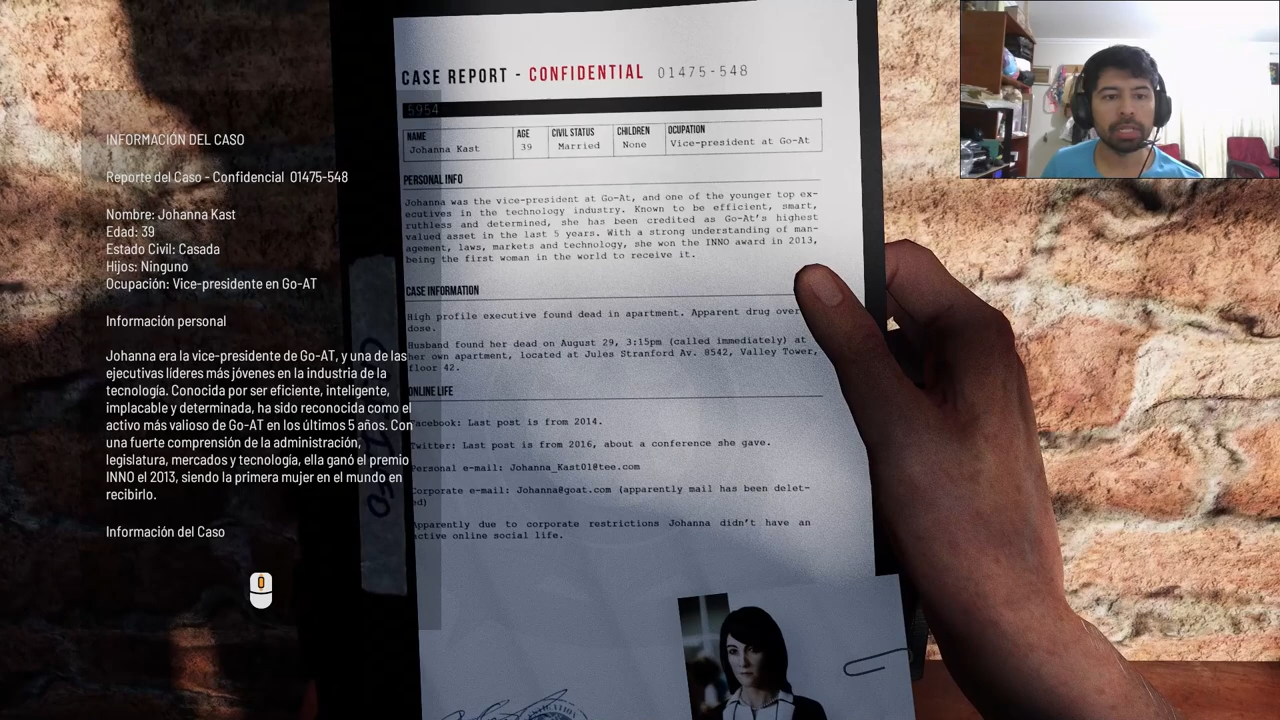 INFORMACIÓN DEL CASO
Reporte del Caso - Confidencial 01475-548
Nombre: Johanna Kast
Edad: 39
Estado Civil: Casada
Hijos: Ninguno
Ocupación: Vice-presidente en Go-AT
Información personal
Johanna era la vice-presidente de Go-AT, y una de las
ejecutivas líderes más jóvenes en la industria de la
tecnología. Conocida por ser eficiente, inteligente,
implacable y determinada, ha sido reconocida como el
activo más valioso de Go-AT en los últimos 5 años. Con
una fuerte comprensión de la administración,
legislatura, mercados y tecnología, ella ganó el premio
INNO el 2013, siendo la primera mujer en el mundo en
recibirlo.
Información del Caso
CASE REPORT - CONFIDENTIAL 01475-548
5954
NAME AGE CIVIL STATUS CHILDREN OCUPATION
Johanna Kast 39 Married None Vice-president at Go-At
PERSONAL INFO
Johanna was the vice-president at Go-At, and one of the younger top ex-
ecutives in the technology industry. Known to be efficient, smart,
ruthless and determined, she has been credited as Go-At's highest
valued asset in the last 5 years. With a strong understanding of man-
agement, laws, markets and technology, she won the INNO award in 2013,
being the first woman in the world to receive it.
CASE INFORMATION
High profile executive found dead in apartment. Apparent drug over
dose.
Husband found her dead on August 29, 3:15pm (called immediately) at
her own apartment, located at Jules Stranford Av. 8542, Valley Tower,
floor 42.
ONLINE LIFE
Facebook: Last post is from 2014.
Twitter: Last post is from 2016, about a conference she gave.
Personal e-mail: Johanna_Kast01@tee.com
Corporate e-mail: Johanna@goat.com (apparently mail has been delet-
ed)
Apparently due to corporate restrictions Johanna didn't have an
active online social life.